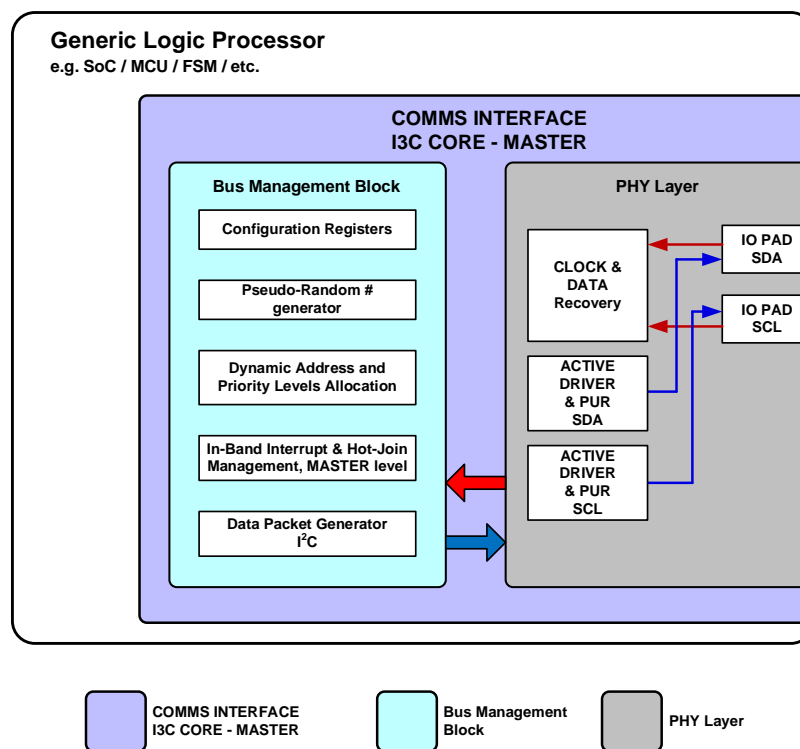 Generic Logic Processor
e.g. SoC / MCU / FSM / etc.
COMMS INTERFACE
I3C CORE - MASTER
Bus Management Block
Configuration Registers
Pseudo-Random #
generator
Dynamic Address and
Priority Levels Allocation
In-Band Interrupt & Hot-Join
Management, MASTER level
Data Packet Generator
I²C
PHY Layer
CLOCK &
DATA
Recovery
IO PAD
SDA
IO PAD
SCL
ACTIVE
DRIVER
& PUR
SDA
ACTIVE
DRIVER
& PUR
SCL
COMMS INTERFACE
I3C CORE - MASTER
Bus Management
Block
PHY Layer